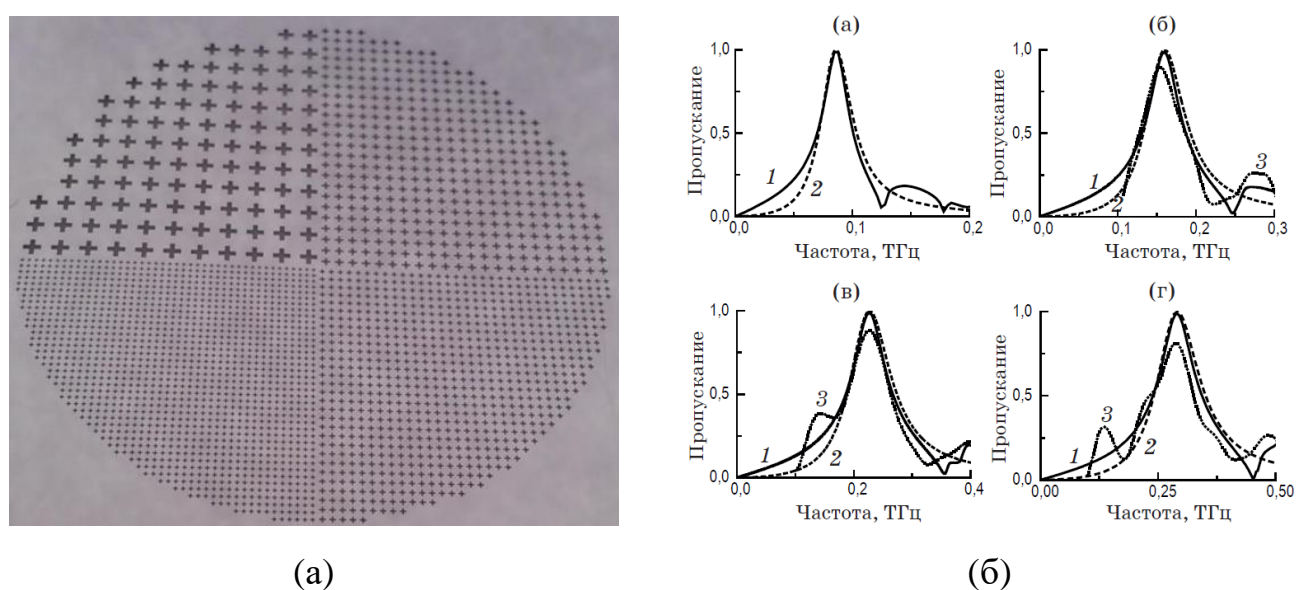 (а)
(б)
1,0
0,5
0,0
Пропускание
1
2
0,0
0,1
0,2
Частота, ТГц
1,0
0,5
0,0
Пропускание
1
2
3
0,0
0,1
0,2
0,3
Частота, ТГц
(в)
(г)
1,0
0,5
0,0
Пропускание
1
2
3
0,0
0,2
0,4
Частота, ТГц
1,0
0,5
0,0
Пропускание
1
2
3
0,00
0,25
0,50
Частота, ТГц
(а)
(б)